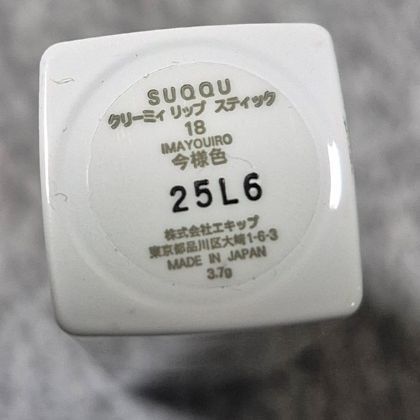 SUQQU
クリーミィ リップ スティック
18
IMAYOUIRO
今様色
25L6
株式会社エキップ
東京都品川区大崎1-6-3
MADE IN JAPAN
3.7g